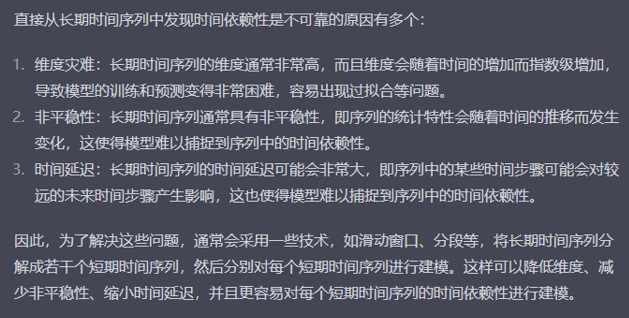 直接从长期时间序列中发现时间依赖性是不可靠的原因有多个：
1. 维度灾难：长期时间序列的维度通常非常高，而且维度会随着时间的增加而指数级增加，
导致模型的训练和预测变得非常困难，容易出现过拟合等问题。
2. 非平稳性：长期时间序列通常具有非平稳性，即序列的统计特性会随着时间的推移而发生
变化，这使得模型难以捕捉到序列中的时间依赖性。
3. 时间延迟：长期时间序列的时间延迟可能会非常大，即序列中的某些时间步骤可能会对较
远的未来时间步骤产生影响，这也使得模型难以捕捉到序列中的时间依赖性。
因此，为了解决这些问题，通常会采用一些技术，如滑动窗口、分段等，将长期时间序列分
解成若干个短期时间序列，然后分别对每个短期时间序列进行建模。这样可以降低维度、减
少非平稳性、缩小时间延迟，并且更容易对每个短期时间序列的时间依赖性进行建模。